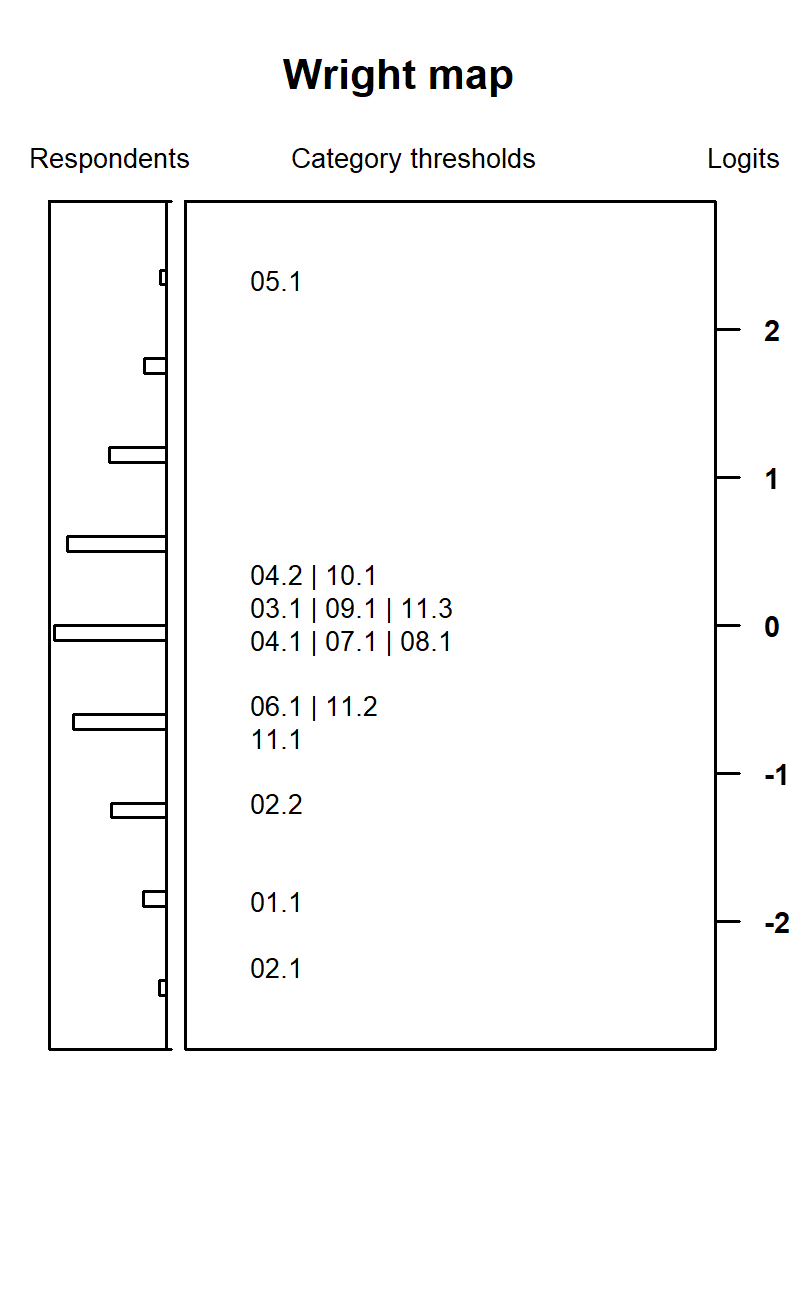 Wright map
Respondents Category thresholds Logits
05.1
2
1
04.2 | 10.1
03.1 | 09.1 | 11.3
0
04.1 | 07.1 | 08.1
06.1 | 11.2
11.1
-1
02.2
01.1
-2
02.1